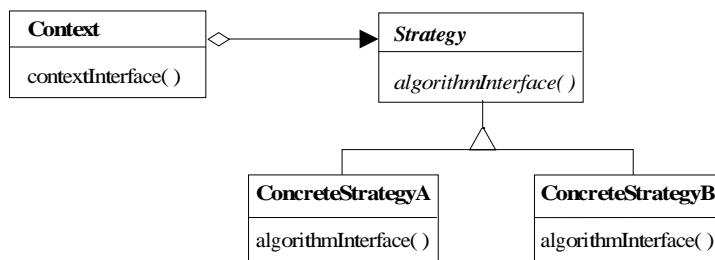 Context
contextInterface( )
Strategy
algorithmInterface( )
ConcreteStrategyA
algorithmInterface( )
ConcreteStrategyB
algorithmInterface( )